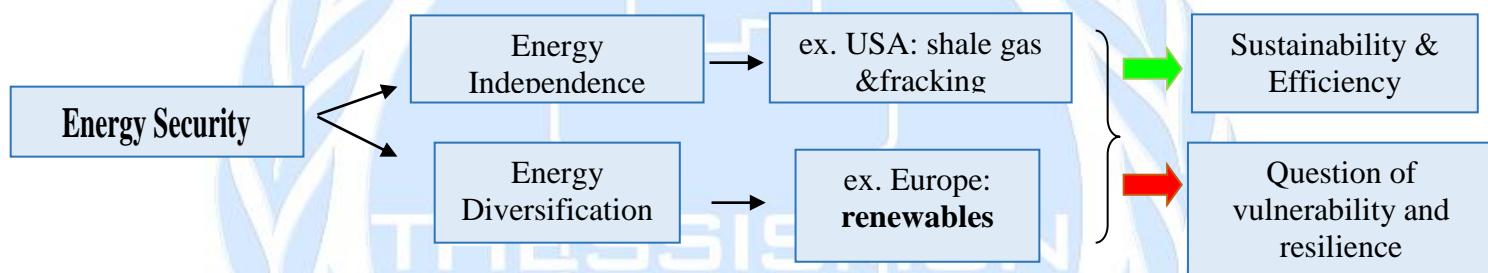 Energy Security
Energy
Independence
ex. USA: shale gas
&fracking
Energy
Diversification
ex. Europe:
renewables
Sustainability &
Efficiency
Question of
vulnerability and
resilience